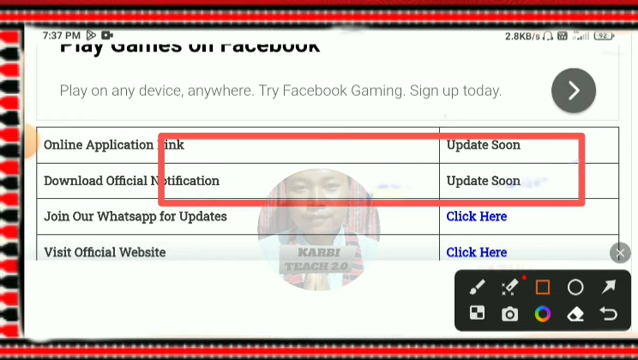 7:37 PM
2.8KB/s
92
Play Games on Facebook
Play on any device, anywhere. Try Facebook Gaming. Sign up today.
Online Application Link Update Soon
Download Official Notification Update Soon
Join Our Whatsapp for Updates Click Here
Visit Official Website Click Here
KARBI
TEACH 2.0